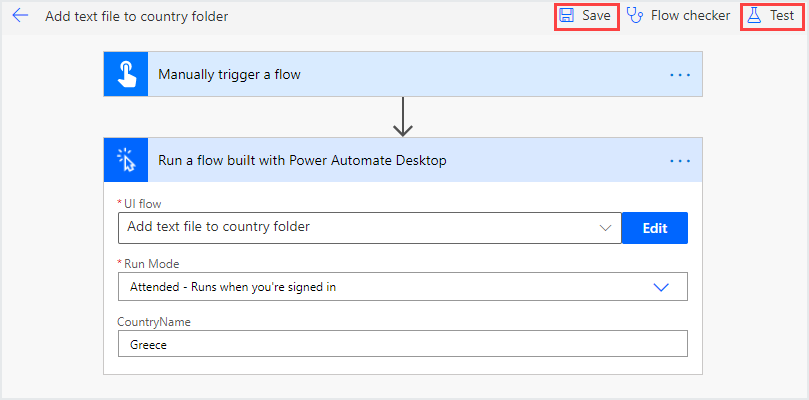 Add text file to country folder
Save
Flow checker
Test
Manually trigger a flow
Run a flow built with Power Automate Desktop
* UI flow
Add text file to country folder
Edit
* Run Mode
Attended - Runs when you're signed in
CountryName
Greece